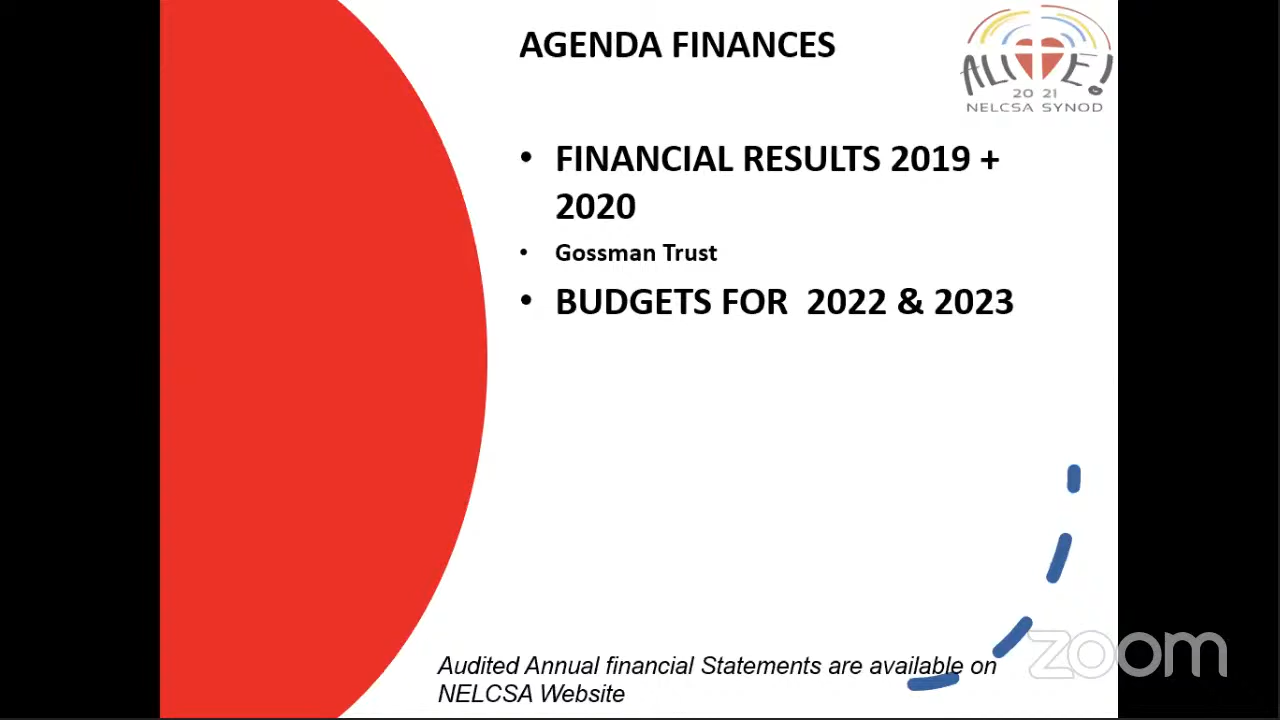 AGENDA FINANCES
ALIVE!
20 21
NELCSA SYNOD
• FINANCIAL RESULTS 2019 +
2020
• Gossman Trust
• BUDGETS FOR 2022 & 2023
Audited Annual financial Statements are available on
NELCSA Website
zoom